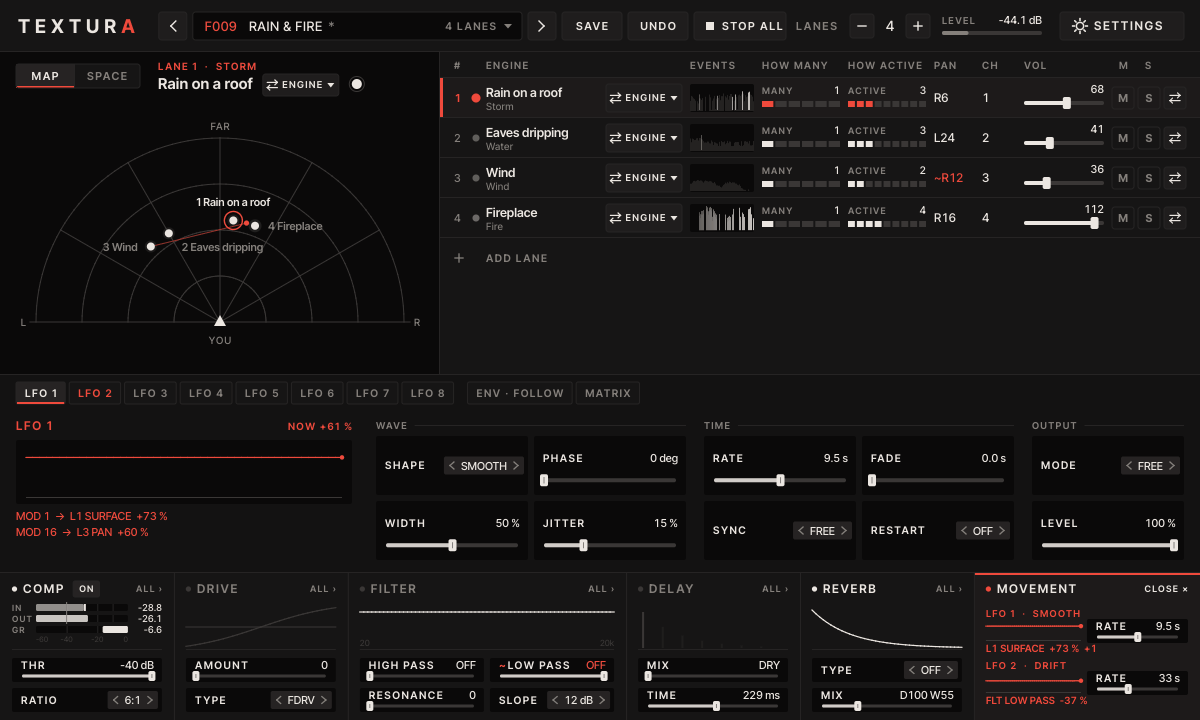 TEXTURA F009 RAIN & FIRE * 4 LANES SAVE UNDO STOP ALL LANES 4 LEVEL -44.1 dB SETTINGS
MAP SPACE
LANE 1 · STORM
Rain on a roof ENGINE
FAR
1 Rain on a roof
4 Fireplace
3 Wind
2 Eaves dripping
L
R
YOU
# ENGINE EVENTS HOW MANY HOW ACTIVE PAN CH VOL M S
1 Rain on a roof Storm ENGINE MANY 1 ACTIVE 3 R6 1 68 M S
2 Eaves dripping Water ENGINE MANY 1 ACTIVE 3 L24 2 41 M S
3 Wind Wind ENGINE MANY 1 ACTIVE 2 ~R12 3 36 M S
4 Fireplace Fire ENGINE MANY 1 ACTIVE 4 R16 4 112 M S
+ ADD LANE
LFO 1 LFO 2 LFO 3 LFO 4 LFO 5 LFO 6 LFO 7 LFO 8 ENV · FOLLOW MATRIX
LFO 1 NOW +61 %
MOD 1 → L1 SURFACE +73 %
MOD 16 → L3 PAN +60 %
WAVE
SHAPE < SMOOTH >
PHASE 0 deg
WIDTH 50 %
JITTER 15 %
TIME
RATE 9.5 s
FADE 0.0 s
SYNC < FREE >
RESTART < OFF >
OUTPUT
MODE < FREE >
LEVEL 100 %
COMP ON ALL ›
IN -28.8
OUT -26.1
GR -6.6
-60 -40 -20 0
THR -40 dB
RATIO < 6:1 >
DRIVE ALL ›
AMOUNT 0
TYPE < FDRV >
FILTER ALL ›
20 20k
HIGH PASS OFF
~LOW PASS OFF
RESONANCE 0
SLOPE < 12 dB >
DELAY ALL ›
MIX DRY
TIME 229 ms
REVERB ALL ›
TYPE < OFF >
MIX D100 W55
MOVEMENT CLOSE ×
LFO 1 · SMOOTH
RATE 9.5 s
L1 SURFACE +73 % +1
LFO 2 · DRIFT
RATE 33 s
FLT LOW PASS -37 %